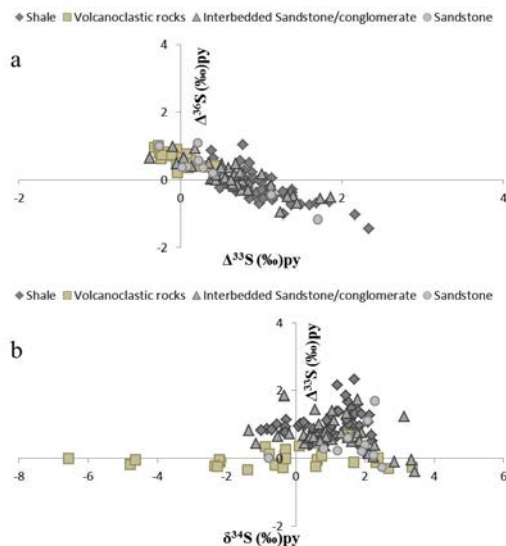 Shale Volcanoclastic rocks Interbedded Sandstone/conglomerate Sandstone
a
Δ³⁶S (‰)py
4
2
0
-2
-2
0
2
4
Δ³³S (‰)py
Shale Volcanoclastic rocks Interbedded Sandstone/conglomerate Sandstone
b
Δ³³S (‰)py
4
2
0
-2
-8
-6
-4
-2
0
2
4
6
δ³⁴S (‰)py